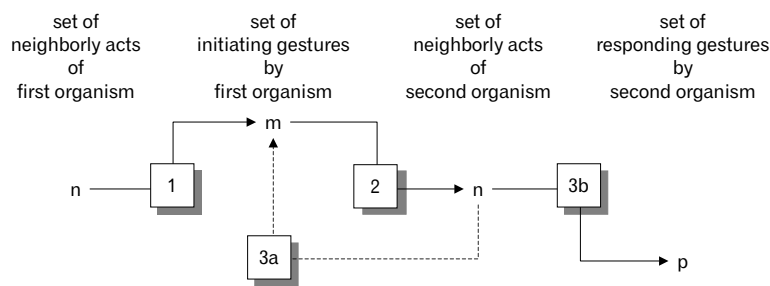 set of
neighborly acts
of
first organism
set of
initiating gestures
by
first organism
set of
neighborly acts
of
second organism
set of
responding gestures
by
second organism
m
n
1
2
n
3b
3a
p